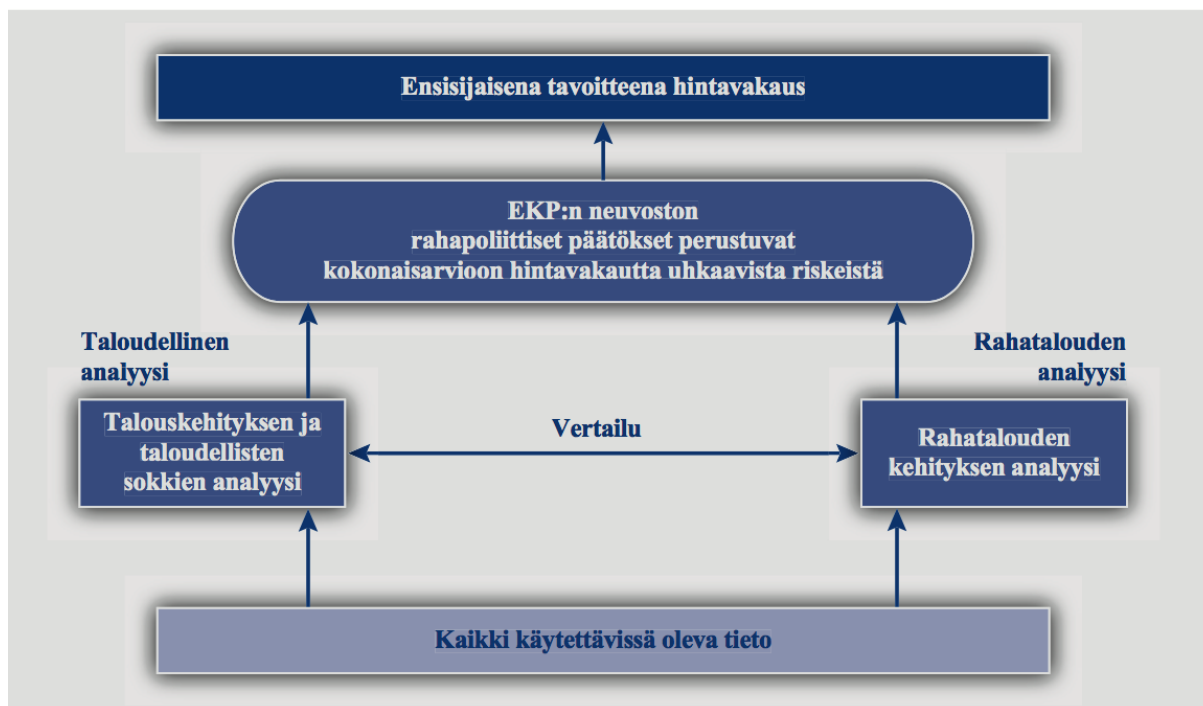 Ensisijaisena tavoitteena hintavakaus
EKP:n neuvoston
rahapoliittiset päätökset perustuvat
kokonaisarvioon hintavakautta uhkaavista riskeistä
Taloudellinen
analyysi
Rahatalouden
analyysi
Talouskehityksen ja
taloudellisten
sokkien analyysi
Vertailu
Rahatalouden
kehityksen analyysi
Kaikki käytettävissä oleva tieto